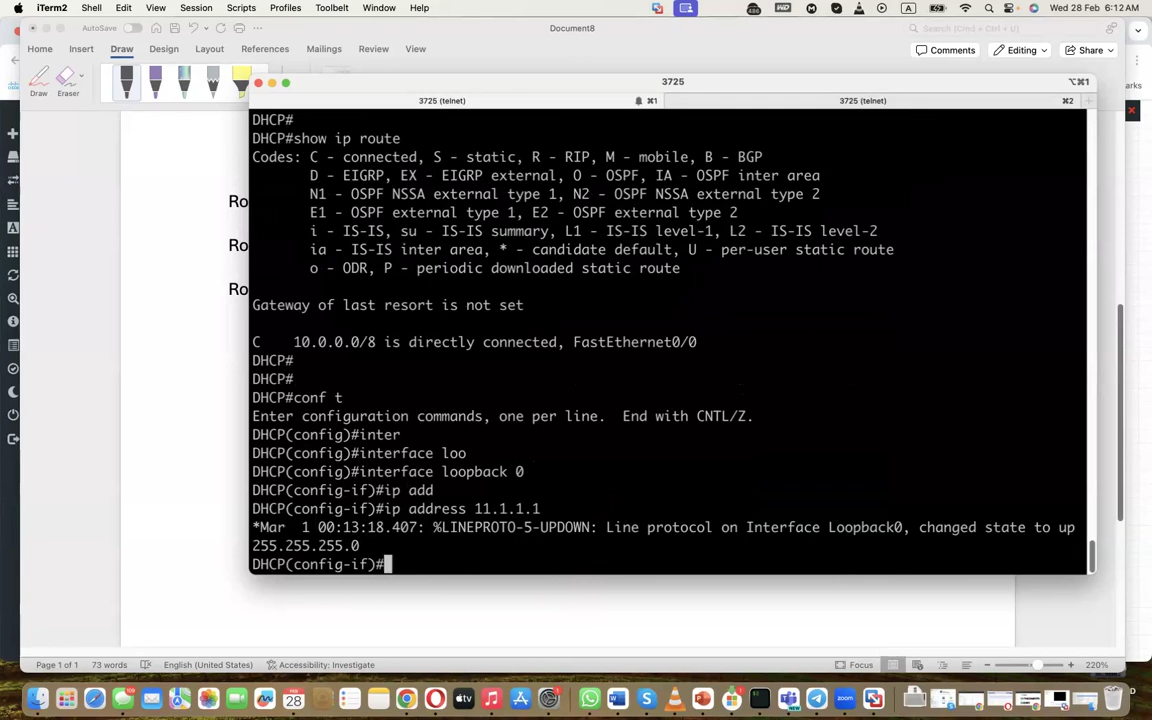 iTerm2 Shell Edit View Session Scripts Profiles Toolbelt Window Help Wed 28 Feb 6:12 AM
AutoSave Document8 Search (Cmd + Ctrl + U)
Home Insert Draw Design Layout References Mailings Review View Comments Editing Share
Draw Eraser
3725 ⌥⌘1
3725 (telnet) ⌘1 3725 (telnet) ⌘2
arks
Ro
Ro
Ro
DHCP#
DHCP#show ip route
Codes: C - connected, S - static, R - RIP, M - mobile, B - BGP
D - EIGRP, EX - EIGRP external, O - OSPF, IA - OSPF inter area
N1 - OSPF NSSA external type 1, N2 - OSPF NSSA external type 2
E1 - OSPF external type 1, E2 - OSPF external type 2
i - IS-IS, su - IS-IS summary, L1 - IS-IS level-1, L2 - IS-IS level-2
ia - IS-IS inter area, * - candidate default, U - per-user static route
o - ODR, P - periodic downloaded static route
Gateway of last resort is not set
C 10.0.0.0/8 is directly connected, FastEthernet0/0
DHCP#
DHCP#
DHCP#conf t
Enter configuration commands, one per line. End with CNTL/Z.
DHCP(config)#inter
DHCP(config)#interface loo
DHCP(config)#interface loopback 0
DHCP(config-if)#ip add
DHCP(config-if)#ip address 11.1.1.1
*Mar 1 00:13:18.407: %LINEPROTO-5-UPDOWN: Line protocol on Interface Loopback0, changed state to up
255.255.255.0
DHCP(config-if)#
Page 1 of 1 73 words English (United States) Accessibility: Investigate Focus 220%